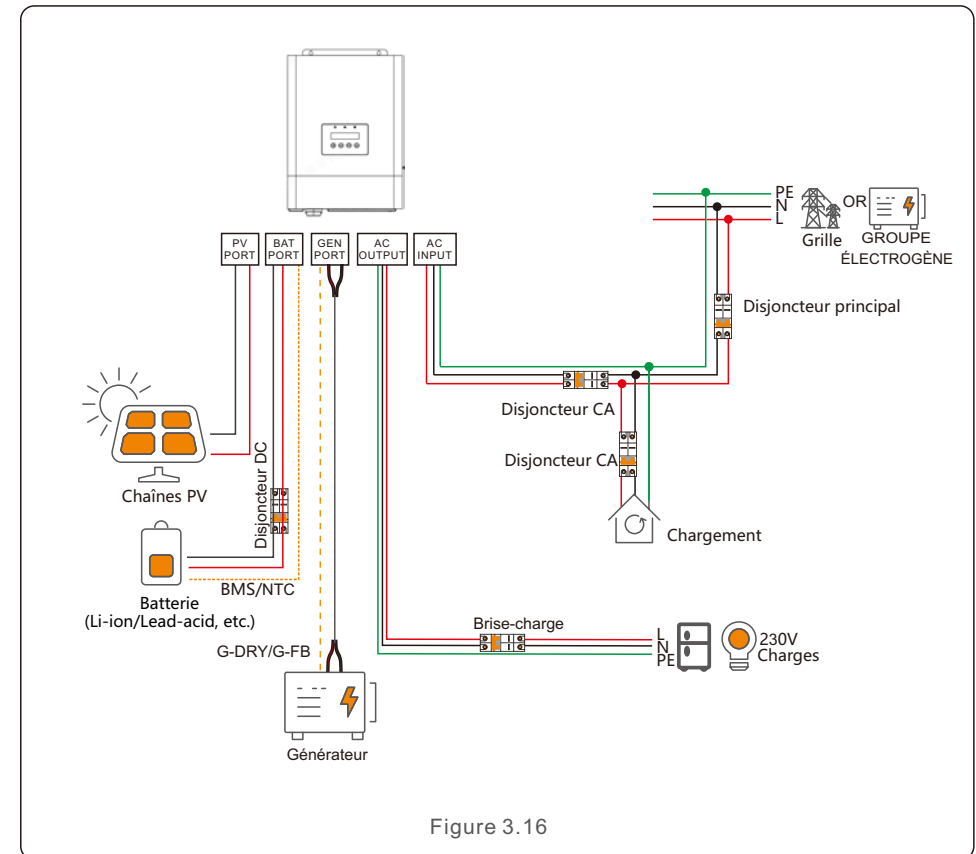 PE
N
L
OR
Grille
GROUPE
ÉLECTROGÈNE
PV
PORT
BAT
PORT
GEN
PORT
AC
OUTPUT
AC
INPUT
Disjoncteur principal
Disjoncteur CA
Disjoncteur CA
Chargement
Disjoncteur DC
Chaînes PV
BMS/NTC
Batterie
(Li-ion/Lead-acid, etc.)
G-DRY/G-FB
Générateur
Brise-charge
L
N
PE
230V
Charges
Figure 3.16